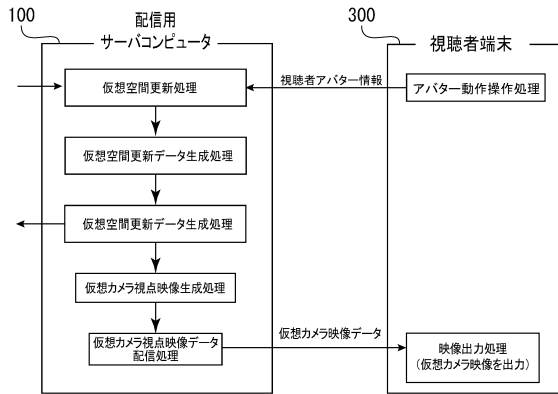 100
配信用
サーバコンピュータ
仮想空間更新処理
仮想空間更新データ生成処理
仮想空間更新データ生成処理
仮想カメラ視点映像生成処理
仮想カメラ視点映像データ
配信処理
視聴者アバター情報
仮想カメラ映像データ
300
視聴者端末
アバター動作操作処理
映像出力処理
(仮想カメラ映像を出力)